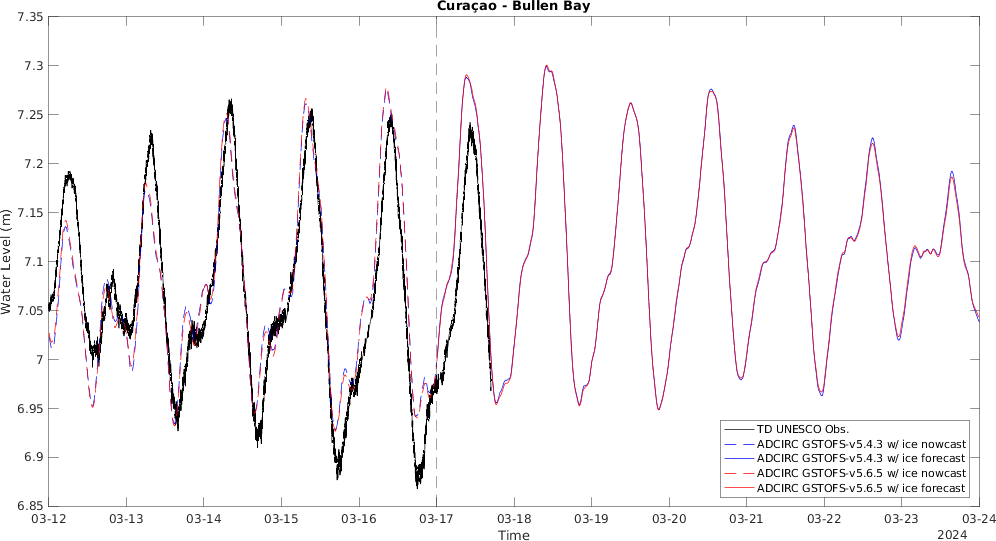 Curaçao - Bullen Bay
7.35
7.3
7.25
7.2
7.15
7.1
7.05
7
6.95
6.9
6.85
Water Level (m)
TD UNESCO Obs.
ADCIRC GSTOFS-v5.4.3 w/ ice nowcast
ADCIRC GSTOFS-v5.4.3 w/ ice forecast
ADCIRC GSTOFS-v5.6.5 w/ ice nowcast
ADCIRC GSTOFS-v5.6.5 w/ ice forecast
03-12 03-13 03-14 03-15 03-16 03-17 03-18 03-19 03-20 03-21 03-22 03-23 03-24
Time
2024